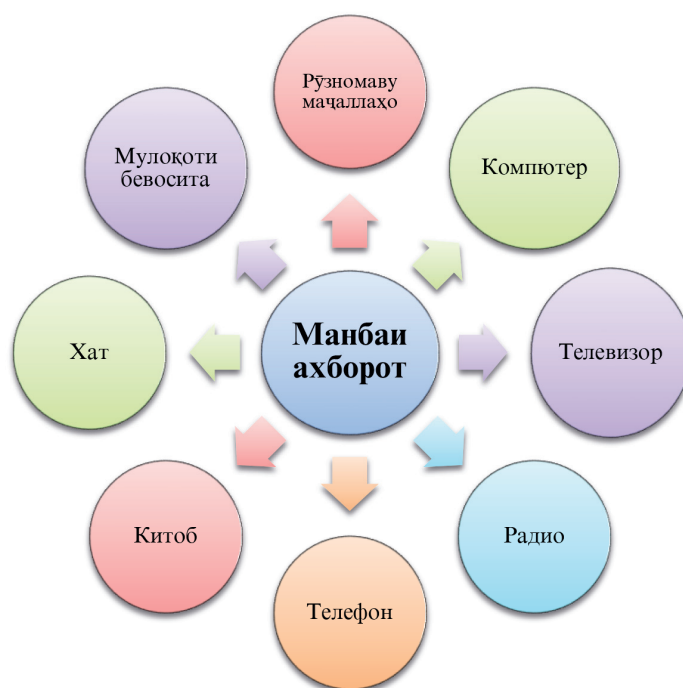 Рӯзномаву
маҷаллаҳо
Мулоқоти
бевосита
Компютер
Манбаи
ахборот
Хат
Телевизор
Китоб
Радио
Телефон